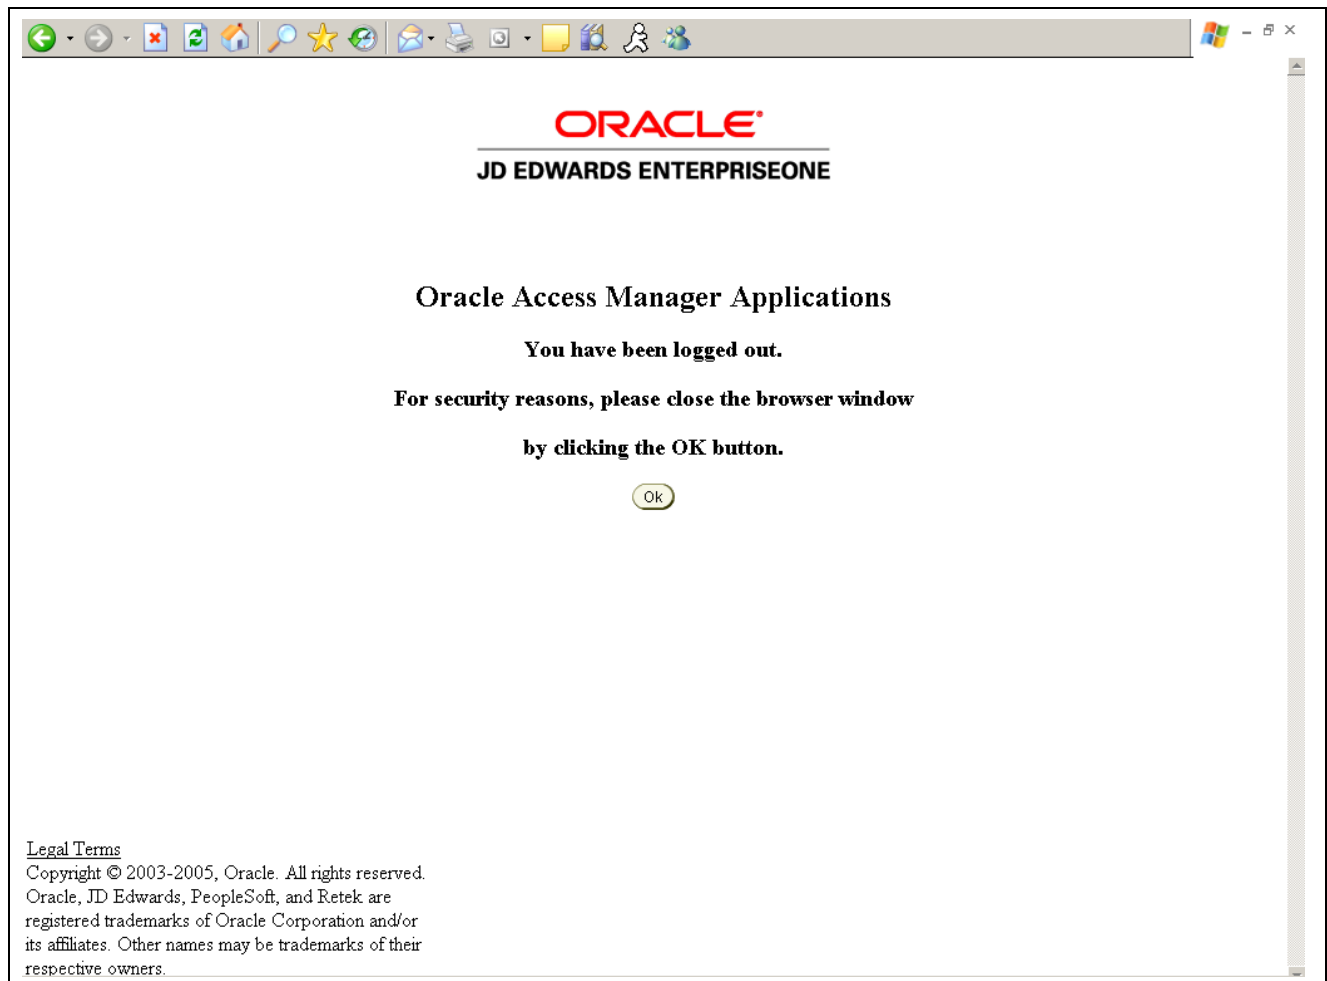 ORACLE
JD EDWARDS ENTERPRISEONE
Oracle Access Manager Applications
You have been logged out.
For security reasons, please close the browser window
by clicking the OK button.
Ok
Legal Terms
Copyright © 2003-2005, Oracle. All rights reserved.
Oracle, JD Edwards, PeopleSoft, and Retek are
registered trademarks of Oracle Corporation and/or
its affiliates. Other names may be trademarks of their
respective owners.